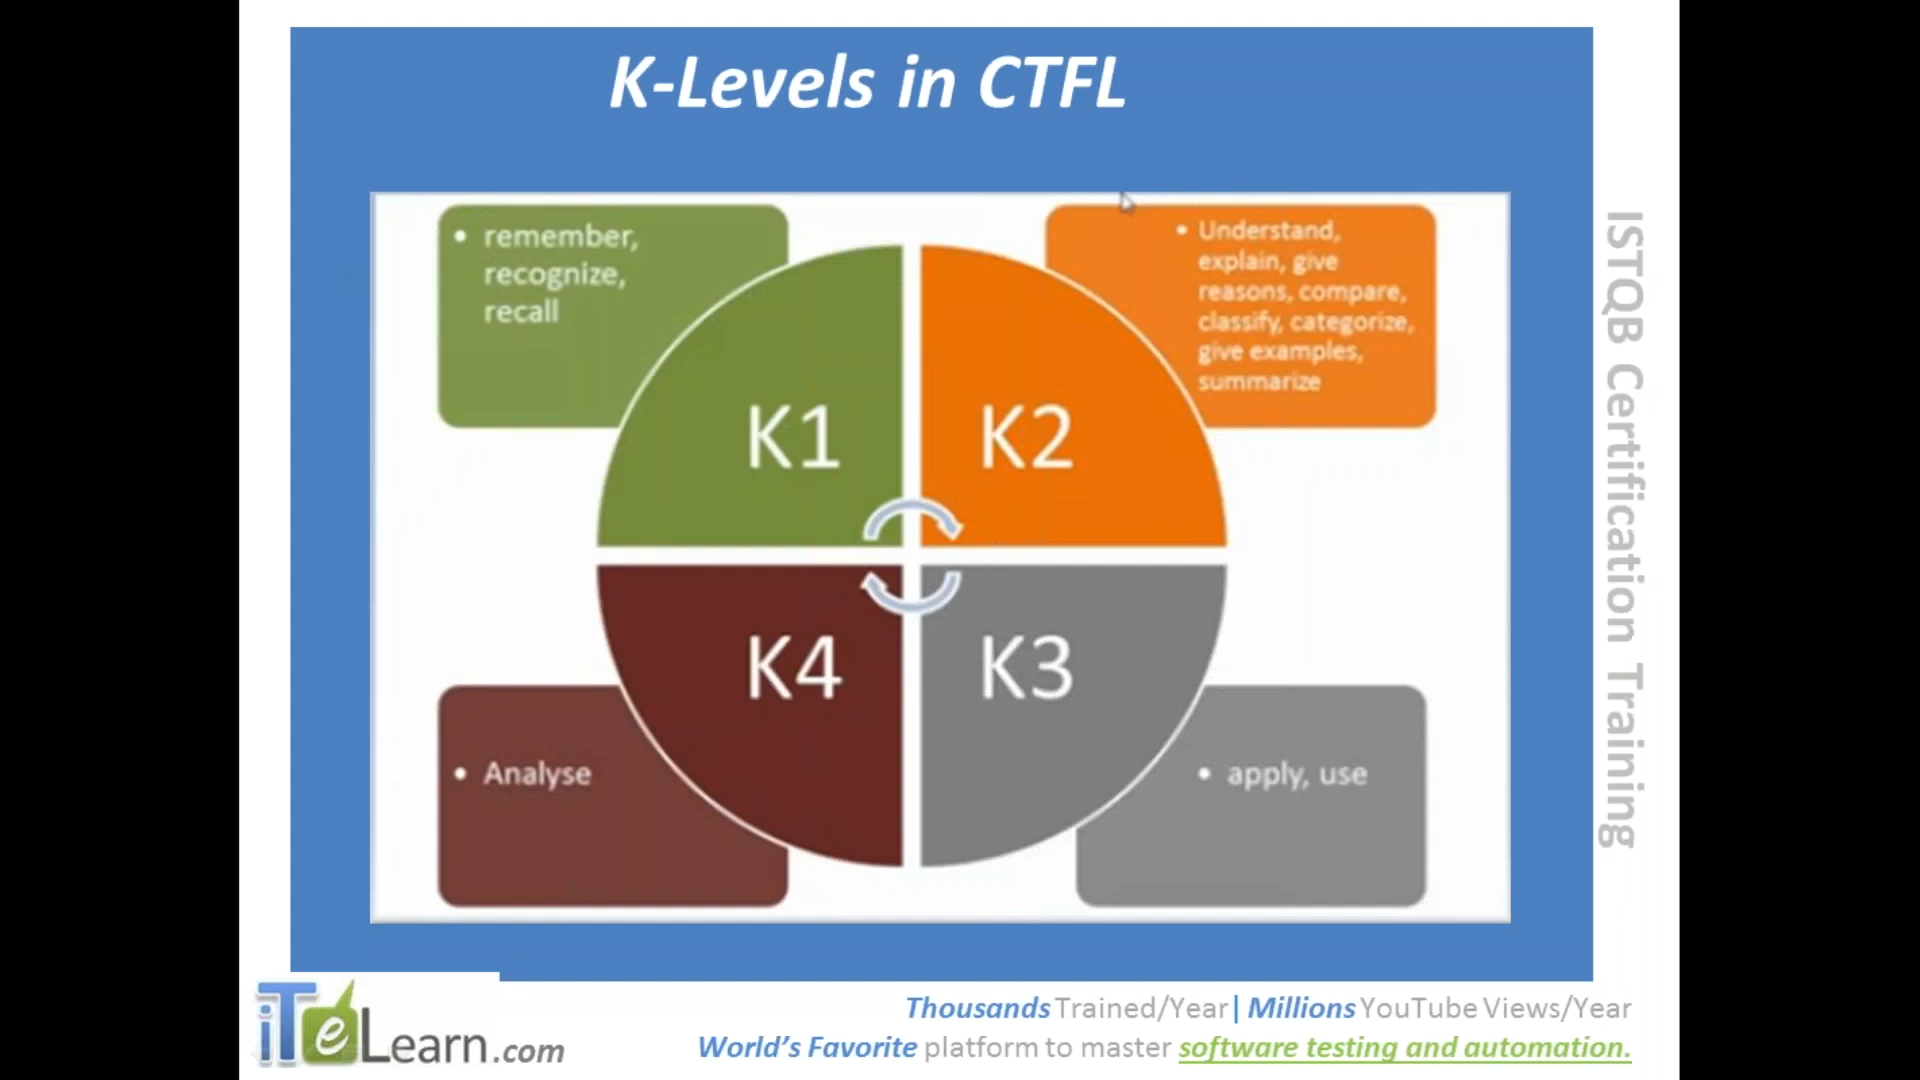 K-Levels in CTFL
• remember,
recognize,
recall
• Understand,
explain, give
reasons, compare,
classify, categorize,
give examples,
summarize
K1
K2
K4
K3
• Analyse
• apply, use
ISTQB Certification Training
iTeLearn.com
Thousands Trained/Year| Millions YouTube Views/Year
World's Favorite platform to master software testing and automation.